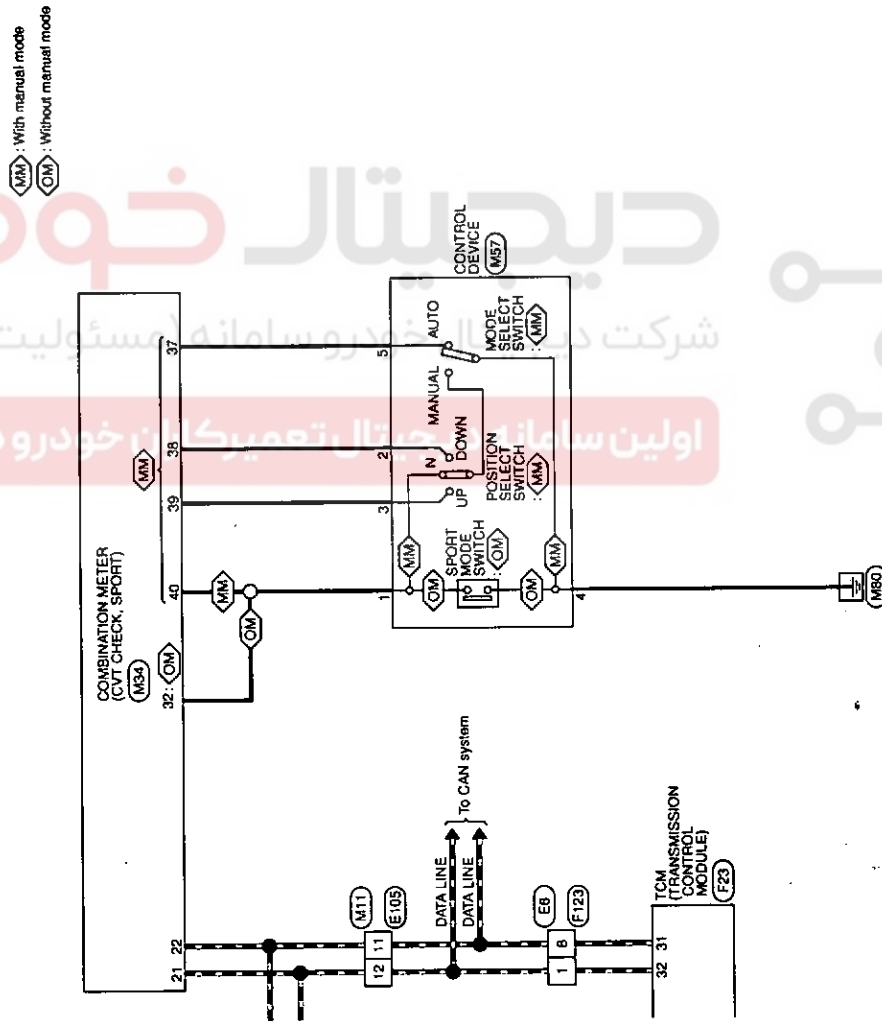 MM : With manual mode
OM : Without manual mode
دیجیتال خودر
شرکت دیجیتال خودرو سامانه (مسئولیت
اولین سامانه دیجیتال تعمیرکاران خودرو د
COMBINATION METER
(CVT CHECK, SPORT)
M34
21
22
32 : OM
40
39
38
37
MM
MM
OM
CONTROL
DEVICE
M57
1
3
2
5
MM
OM
SPORT
MODE
SWITCH
: OM
OM
MM
UP
N
DOWN
POSITION
SELECT
SWITCH
: MM
MANUAL
AUTO
MODE
SELECT
SWITCH
: MM
4
M80
12
11
M11
E105
DATA LINE
DATA LINE
To CAN system
1
8
E6
F123
32
31
TCM
(TRANSMISSION
CONTROL
MODULE)
F23